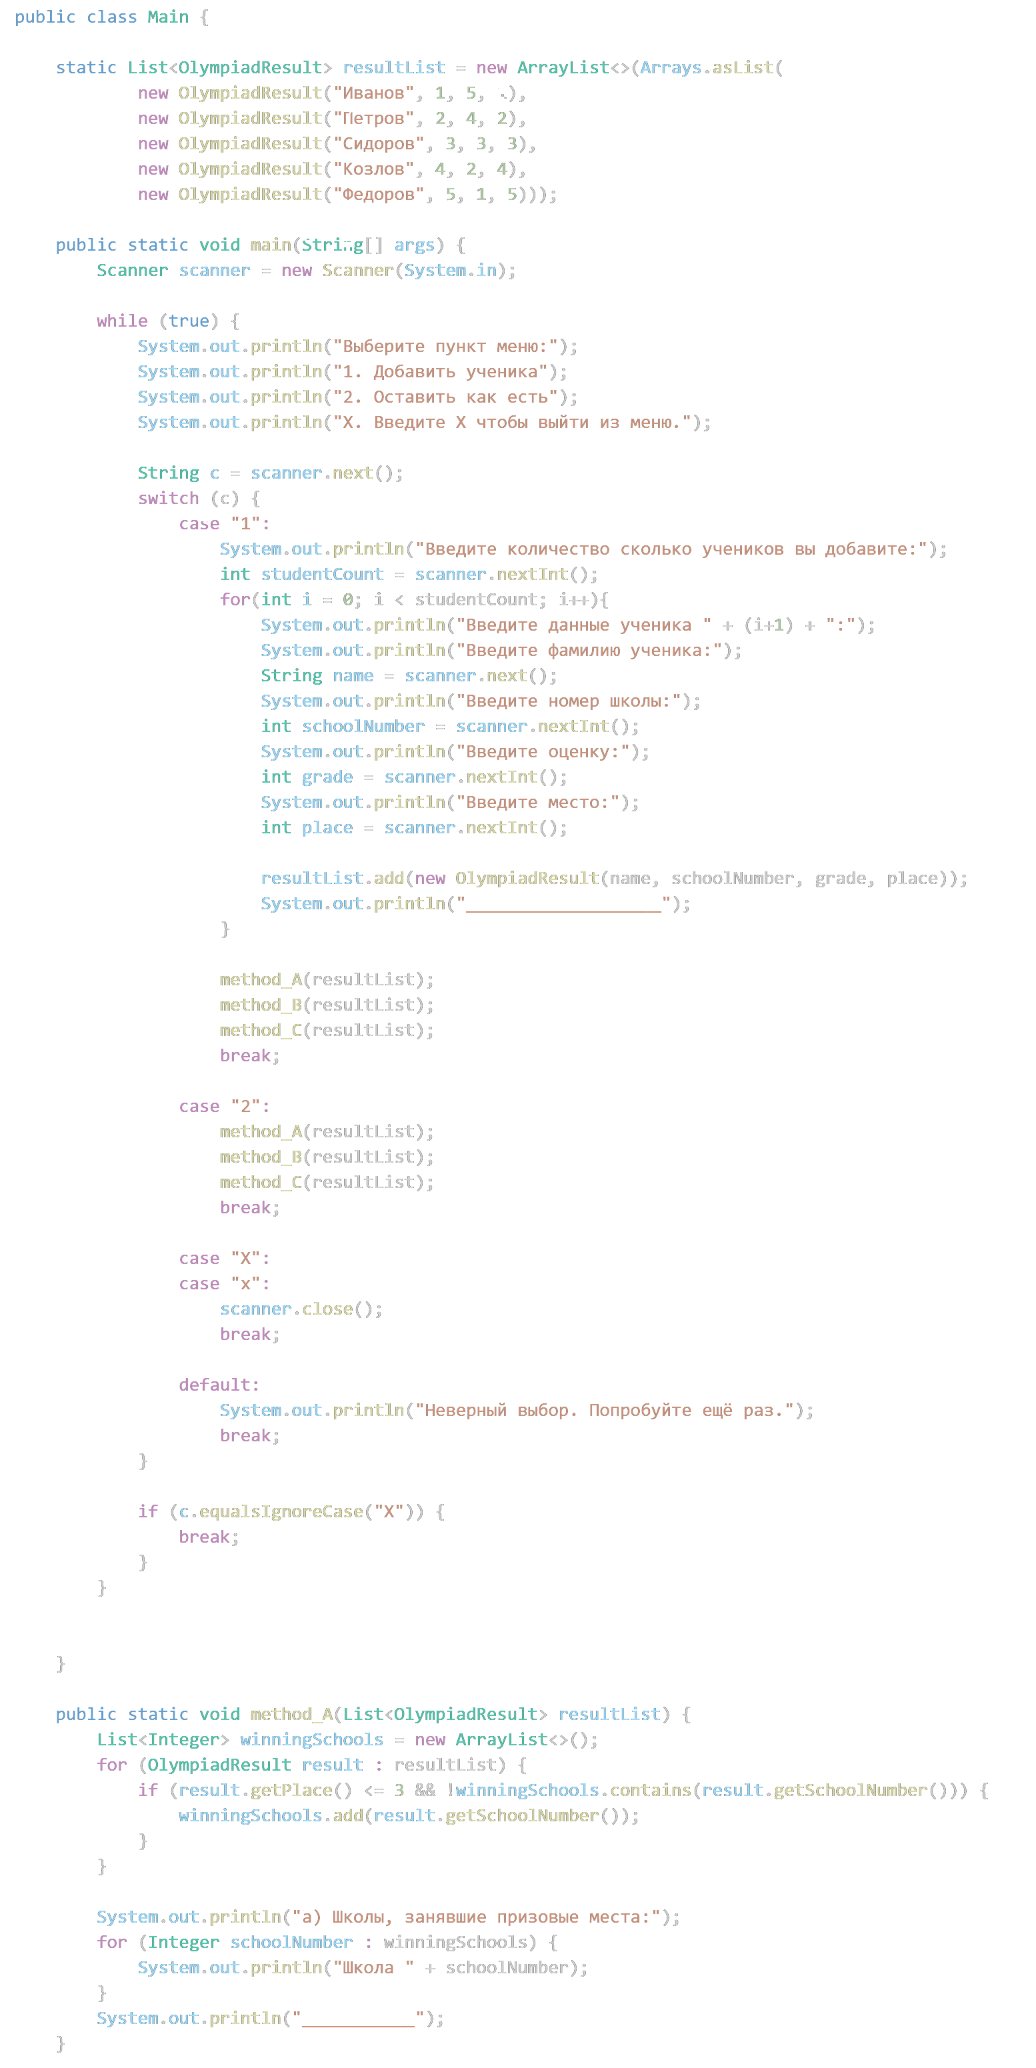 public class Main {
static List<OlympiadResult> resultList = new ArrayList<>(Arrays.asList(
new OlympiadResult("Иванов", 1, 5, ),
new OlympiadResult("Петров", 2, 4, 2),
new OlympiadResult("Сидоров", 3, 3, 3),
new OlympiadResult("Козлов", 4, 2, 4),
new OlympiadResult("Федоров", 5, 1, 5)));
public static void main(String[] args) {
Scanner scanner = new Scanner(System.in);
while (true) {
System.out.println("Выберите пункт меню:");
System.out.println("1. Добавить ученика");
System.out.println("2. Оставить как есть");
System.out.println("X. Введите X чтобы выйти из меню.");
String c = scanner.next();
switch (c) {
case "1":
System.out.println("Введите количество сколько учеников вы добавите:");
int studentCount = scanner.nextInt();
for(int i = 0; i < studentCount; i++){
System.out.println("Введите данные ученика " + (i+1) + ":");
System.out.println("Введите фамилию ученика:");
String name = scanner.next();
System.out.println("Введите номер школы:");
int schoolNumber = scanner.nextInt();
System.out.println("Введите оценку:");
int grade = scanner.nextInt();
System.out.println("Введите место:");
int place = scanner.nextInt();
resultList.add(new OlympiadResult(name, schoolNumber, grade, place));
System.out.println("___________________");
}
method_A(resultList);
method_B(resultList);
method_C(resultList);
break;
case "2":
method_A(resultList);
method_B(resultList);
method_C(resultList);
break;
case "X":
case "x":
scanner.close();
break;
default:
System.out.println("Неверный выбор. Попробуйте ещё раз.");
break;
}
if (c.equalsIgnoreCase("X")) {
break;
}
}
}
public static void method_A(List<OlympiadResult> resultList) {
List<Integer> winningSchools = new ArrayList<>();
for (OlympiadResult result : resultList) {
if (result.getPlace() <= 3 && !winningSchools.contains(result.getSchoolNumber())) {
winningSchools.add(result.getSchoolNumber());
}
}
System.out.println("а) Школы, занявшие призовые места:");
for (Integer schoolNumber : winningSchools) {
System.out.println("Школа " + schoolNumber);
}
System.out.println("___________");
}